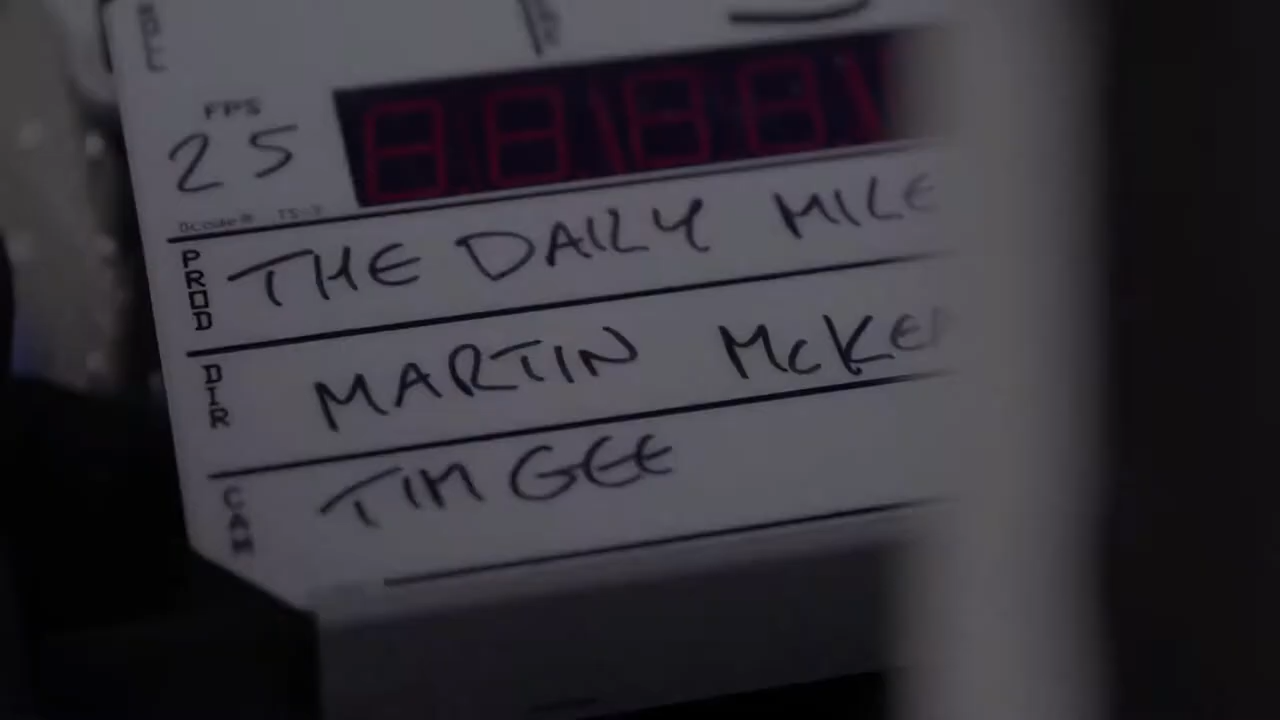 FPS
25
THE DAILY MILE
PROD
MARTIN McKE
DIR
TIM GEE
CAM